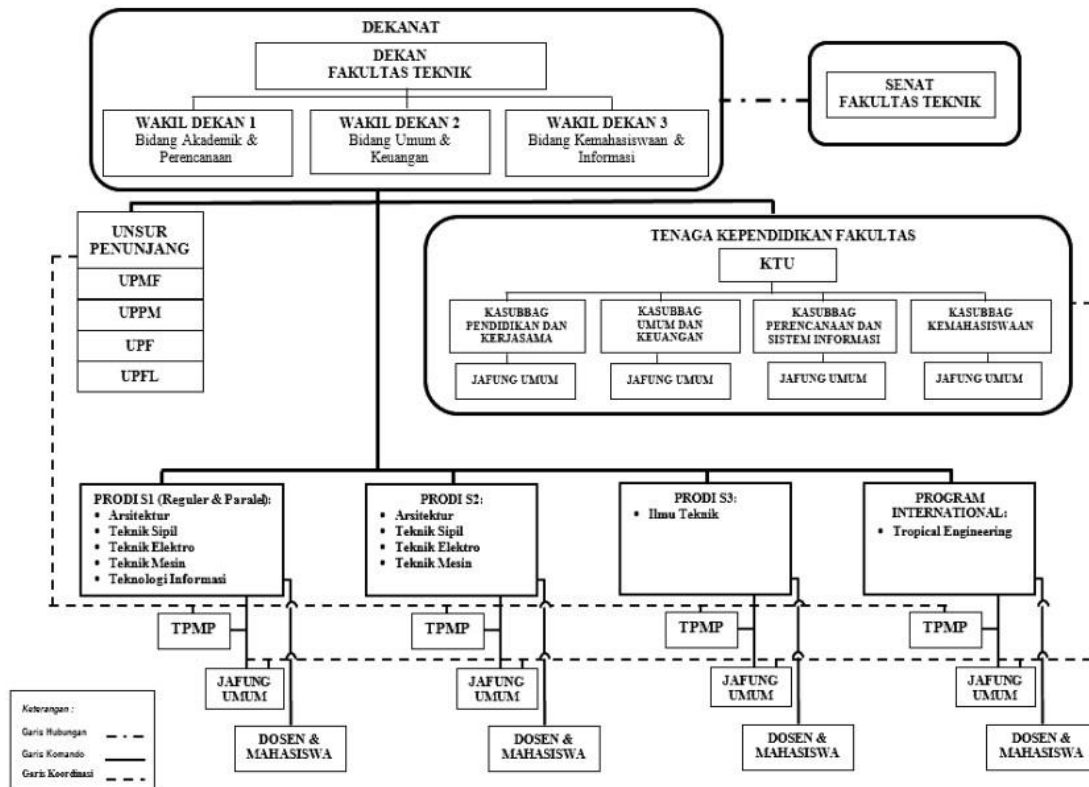 DEKANAT
DEKAN
FAKULTAS TEKNIK
SENAT
FAKULTAS TEKNIK
WAKIL DEKAN 1
Bidang Akademik &
Perencanaan
WAKIL DEKAN 2
Bidang Umum &
Keuangan
WAKIL DEKAN 3
Bidang Kemahasiswaan &
Informasi
UNSUR
PENUNJANG
UPMF
UPPM
UPF
UPFL
TENAGA KEPENDIDIKAN FAKULTAS
KTU
KASUBBAG
PENDIDIKAN DAN
KERJASAMA
KASUBBAG
UMUM DAN
KEUANGAN
KASUBBAG
PERENCANAAN DAN
SISTEM INFORMASI
KASUBBAG
KEMAHASISWAAN
JAFUNG UMUM
JAFUNG UMUM
JAFUNG UMUM
JAFUNG UMUM
PRODI S1 (Reguler & Paralel):
• Arsitektur
• Teknik Sipil
• Teknik Elektro
• Teknik Mesin
• Teknologi Informasi
PRODI S2:
• Arsitektur
• Teknik Sipil
• Teknik Elektro
• Teknik Mesin
PRODI S3:
• Ilmu Teknik
PROGRAM
INTERNATIONAL:
• Tropical Engineering
TPMP
TPMP
TPMP
TPMP
JAFUNG
UMUM
JAFUNG
UMUM
JAFUNG
UMUM
JAFUNG
UMUM
DOSEN &
MAHASISWA
DOSEN &
MAHASISWA
DOSEN &
MAHASISWA
DOSEN &
MAHASISWA
Keterangan :
Garis Hubungan
Garis Komando
Garis Koordinasi